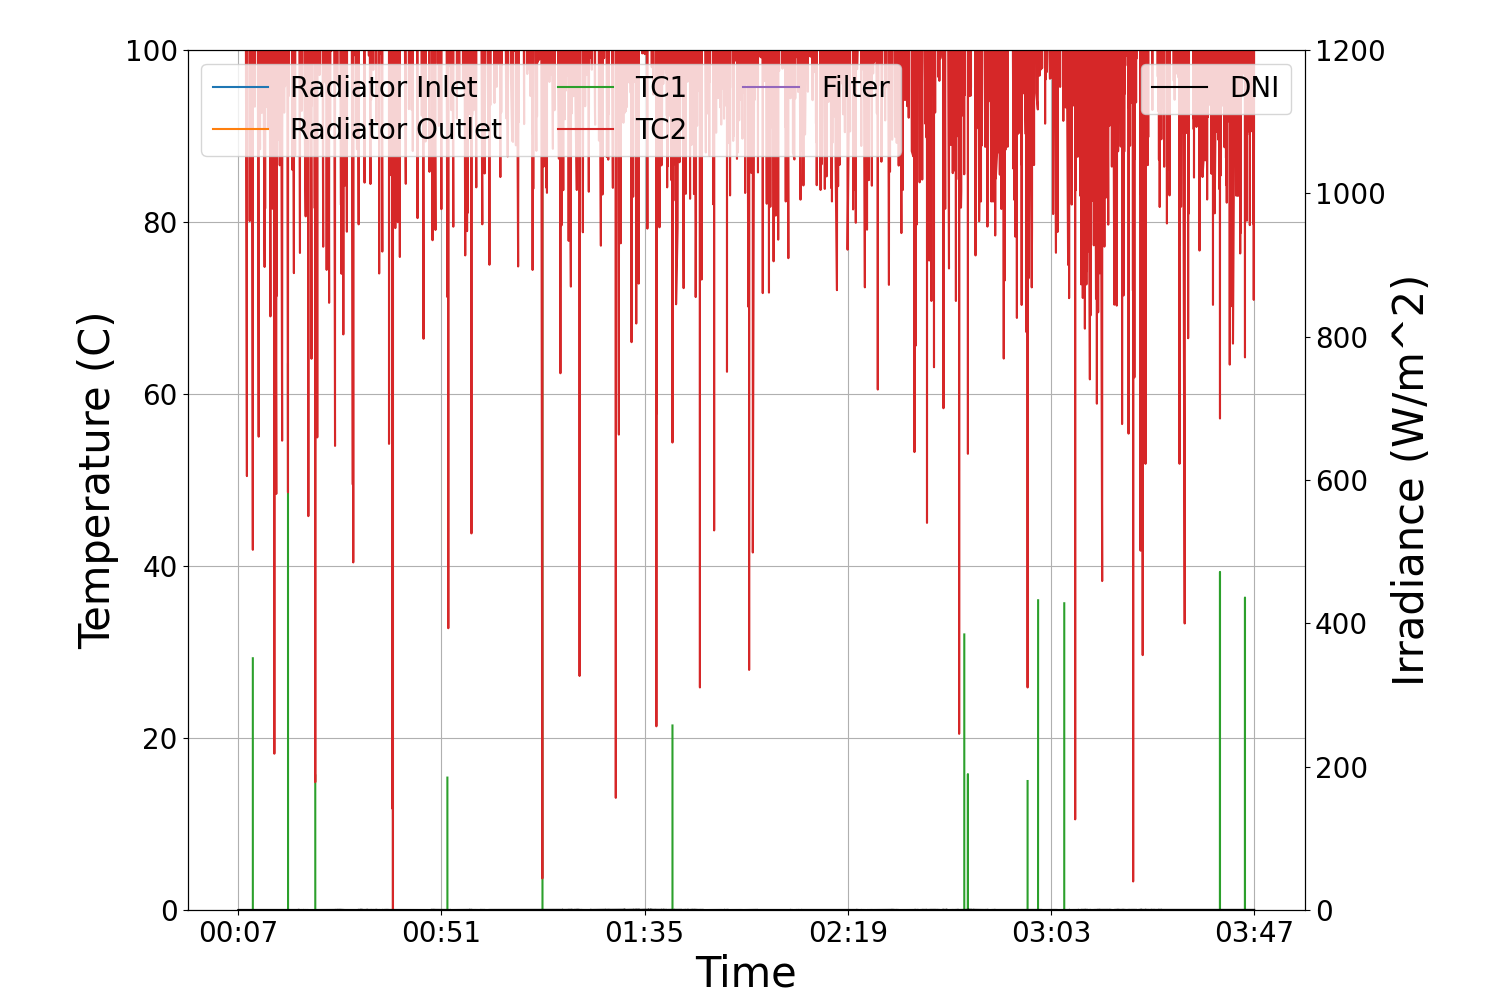 100
80
60
40
20
0
Temperature (C)
Radiator Inlet
Radiator Outlet
TC1
TC2
Filter
DNI
1200
1000
800
600
400
200
0
Irradiance (W/m^2)
00:07
00:51
01:35
02:19
03:03
03:47
Time